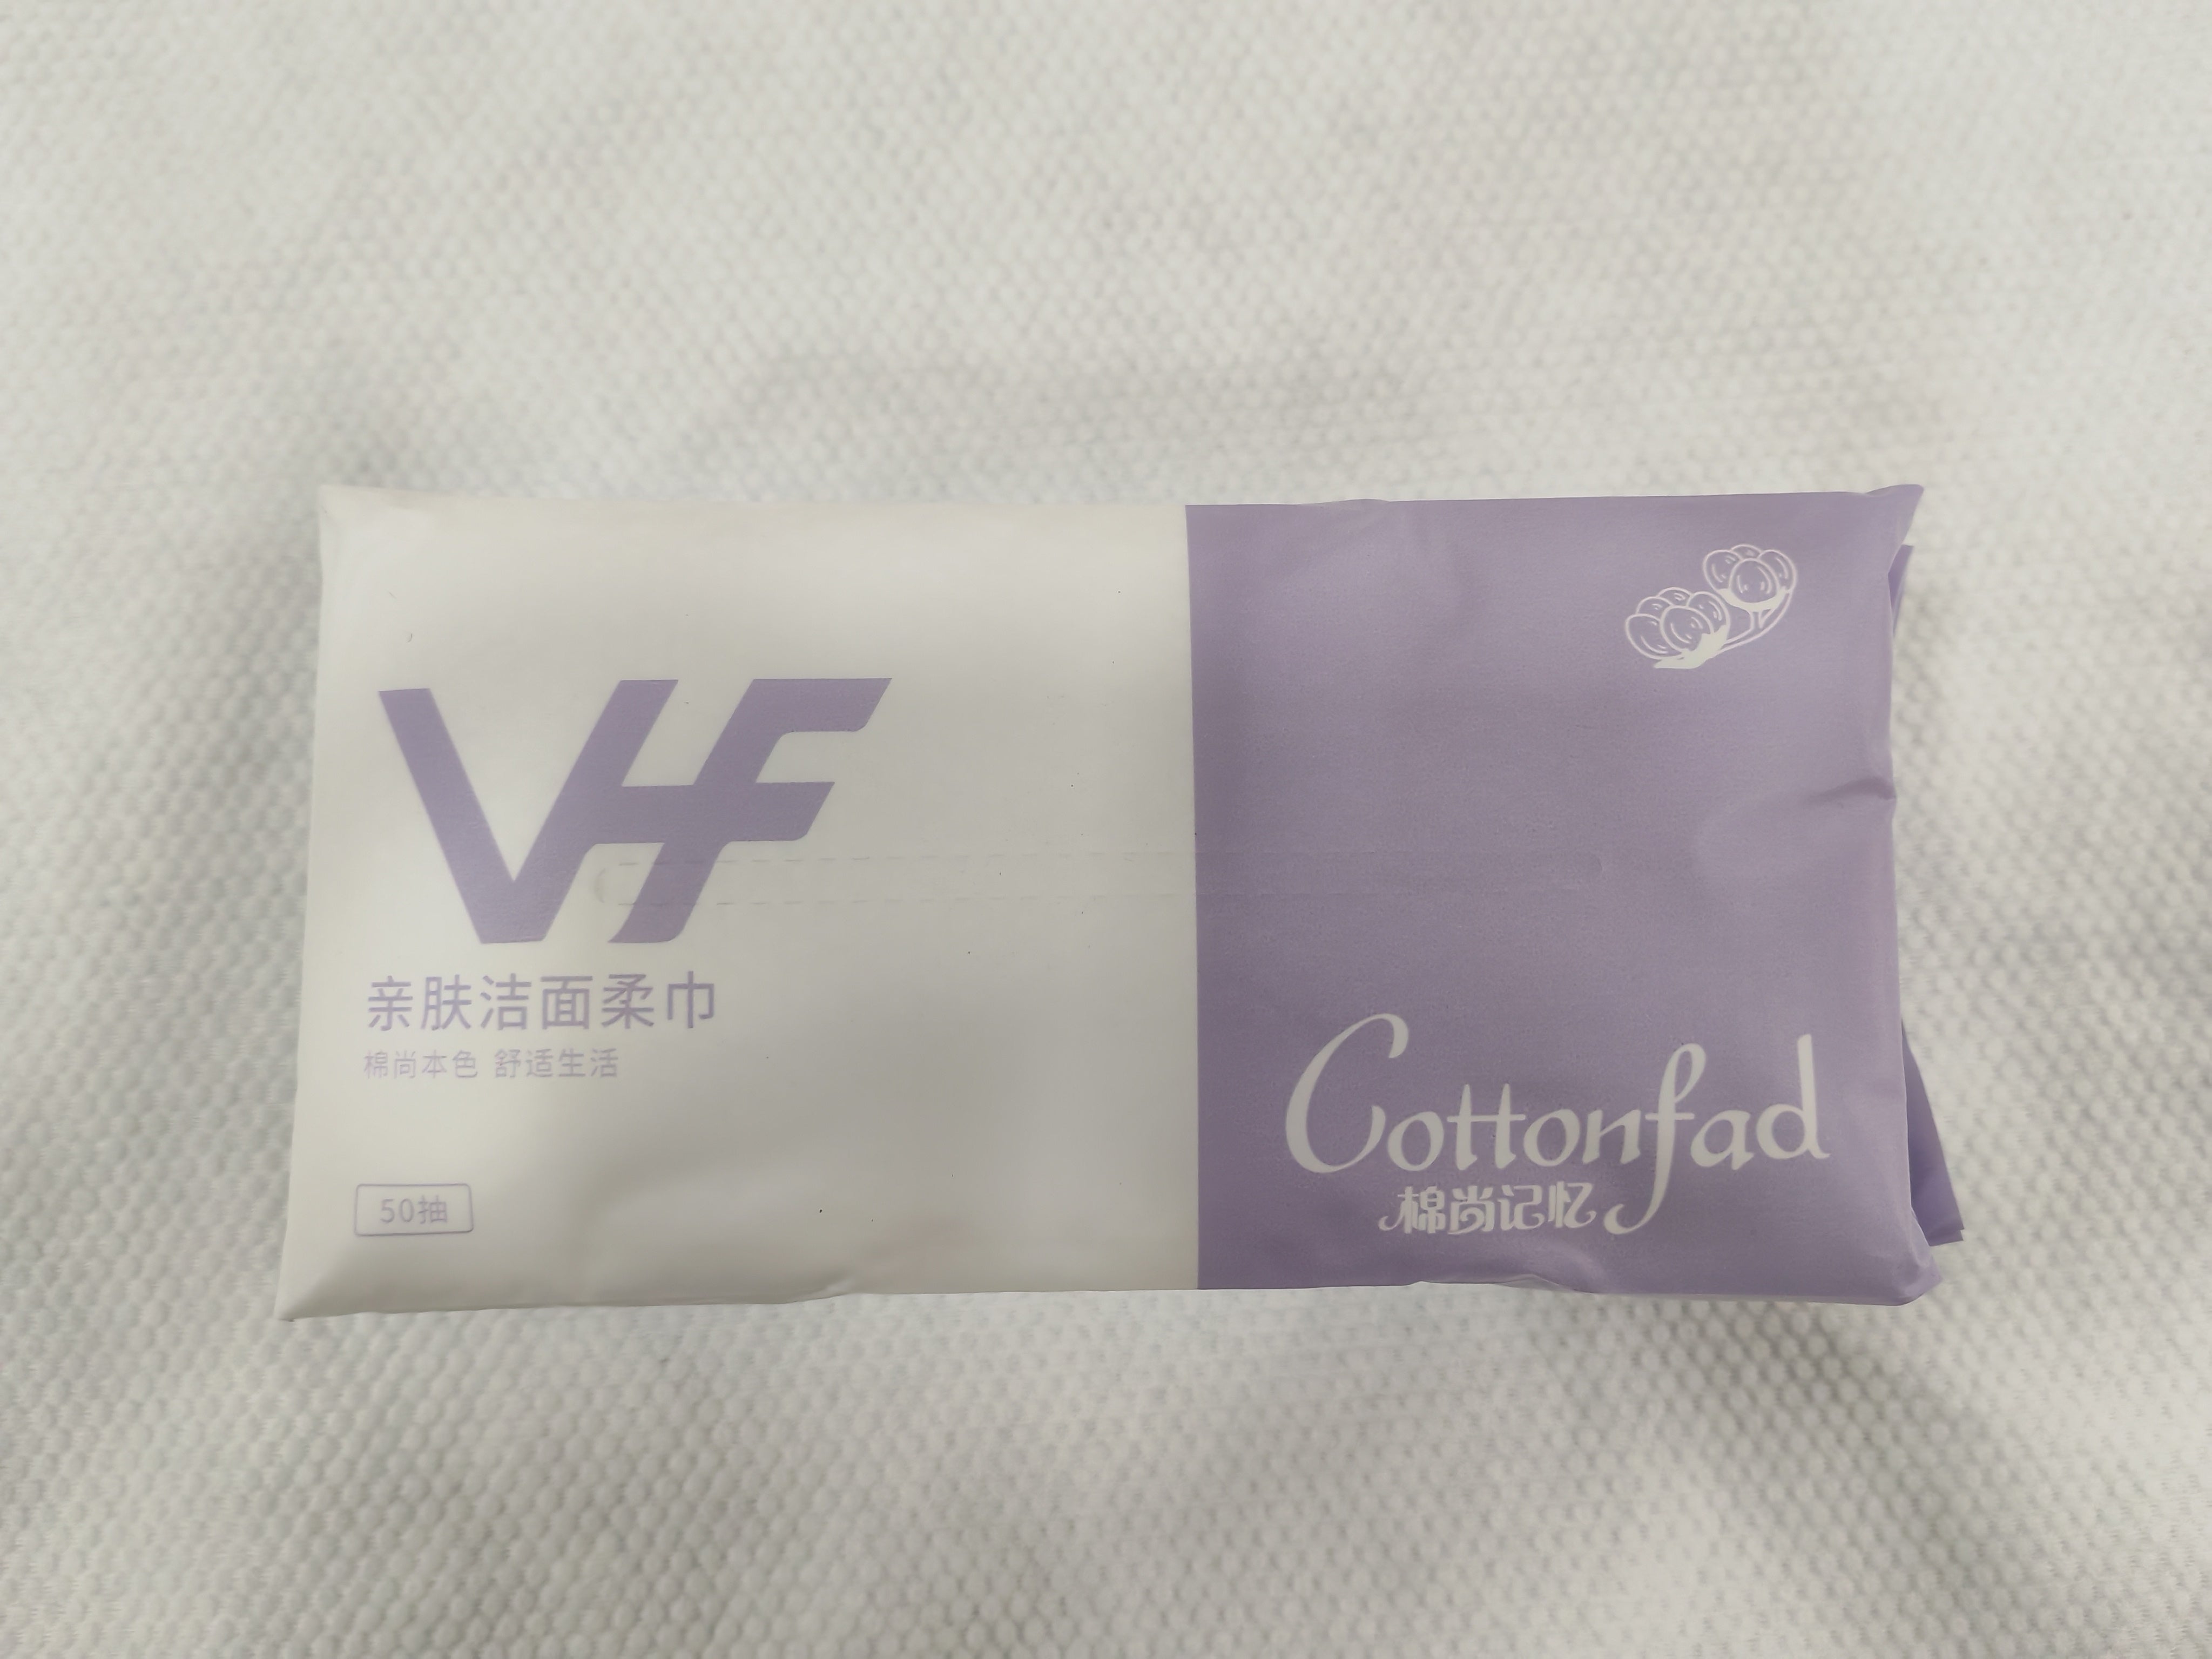 VHF
亲肤洁面柔巾
棉尚本色 舒适生活
50抽
Cottonfad
棉尚记忆